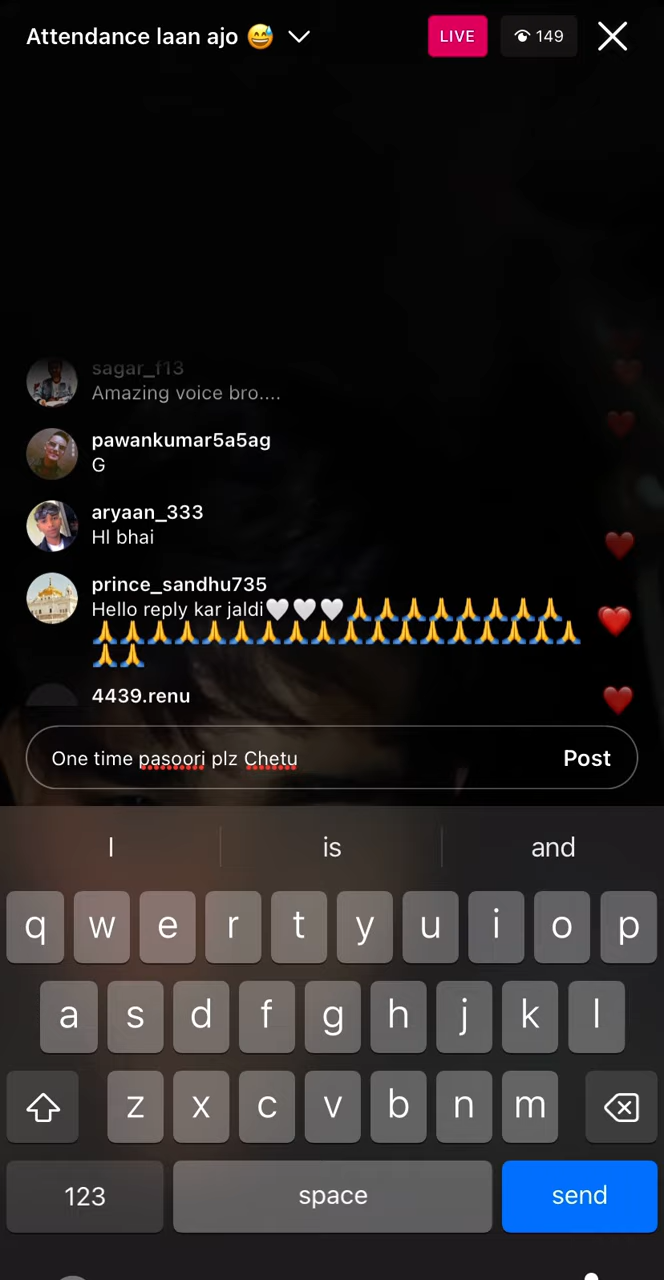 Attendance laan ajo 😅
LIVE
149
sagar_f13
Amazing voice bro....
pawankumar5a5ag
G
aryaan_333
HI bhai
prince_sandhu735
Hello reply kar jaldi🤍🤍🤍🙏🙏🙏🙏🙏🙏🙏🙏
🙏🙏🙏🙏🙏🙏🙏🙏🙏🙏🙏🙏🙏🙏🙏🙏🙏🙏
🙏🙏
4439.renu
One time pasoori plz Chetu
Post
I is and
q w e r t y u i o p
a s d f g h j k l
z x c v b n m
123 space send